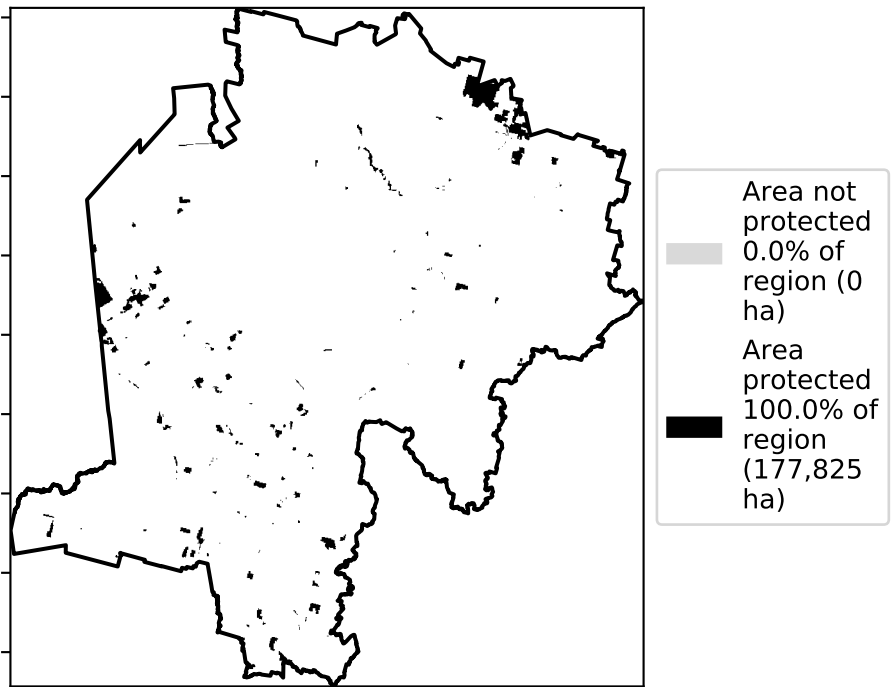 Area not
protected
0.0% of
region (0
ha)
Area
protected
100.0% of
region
(177,825
ha)